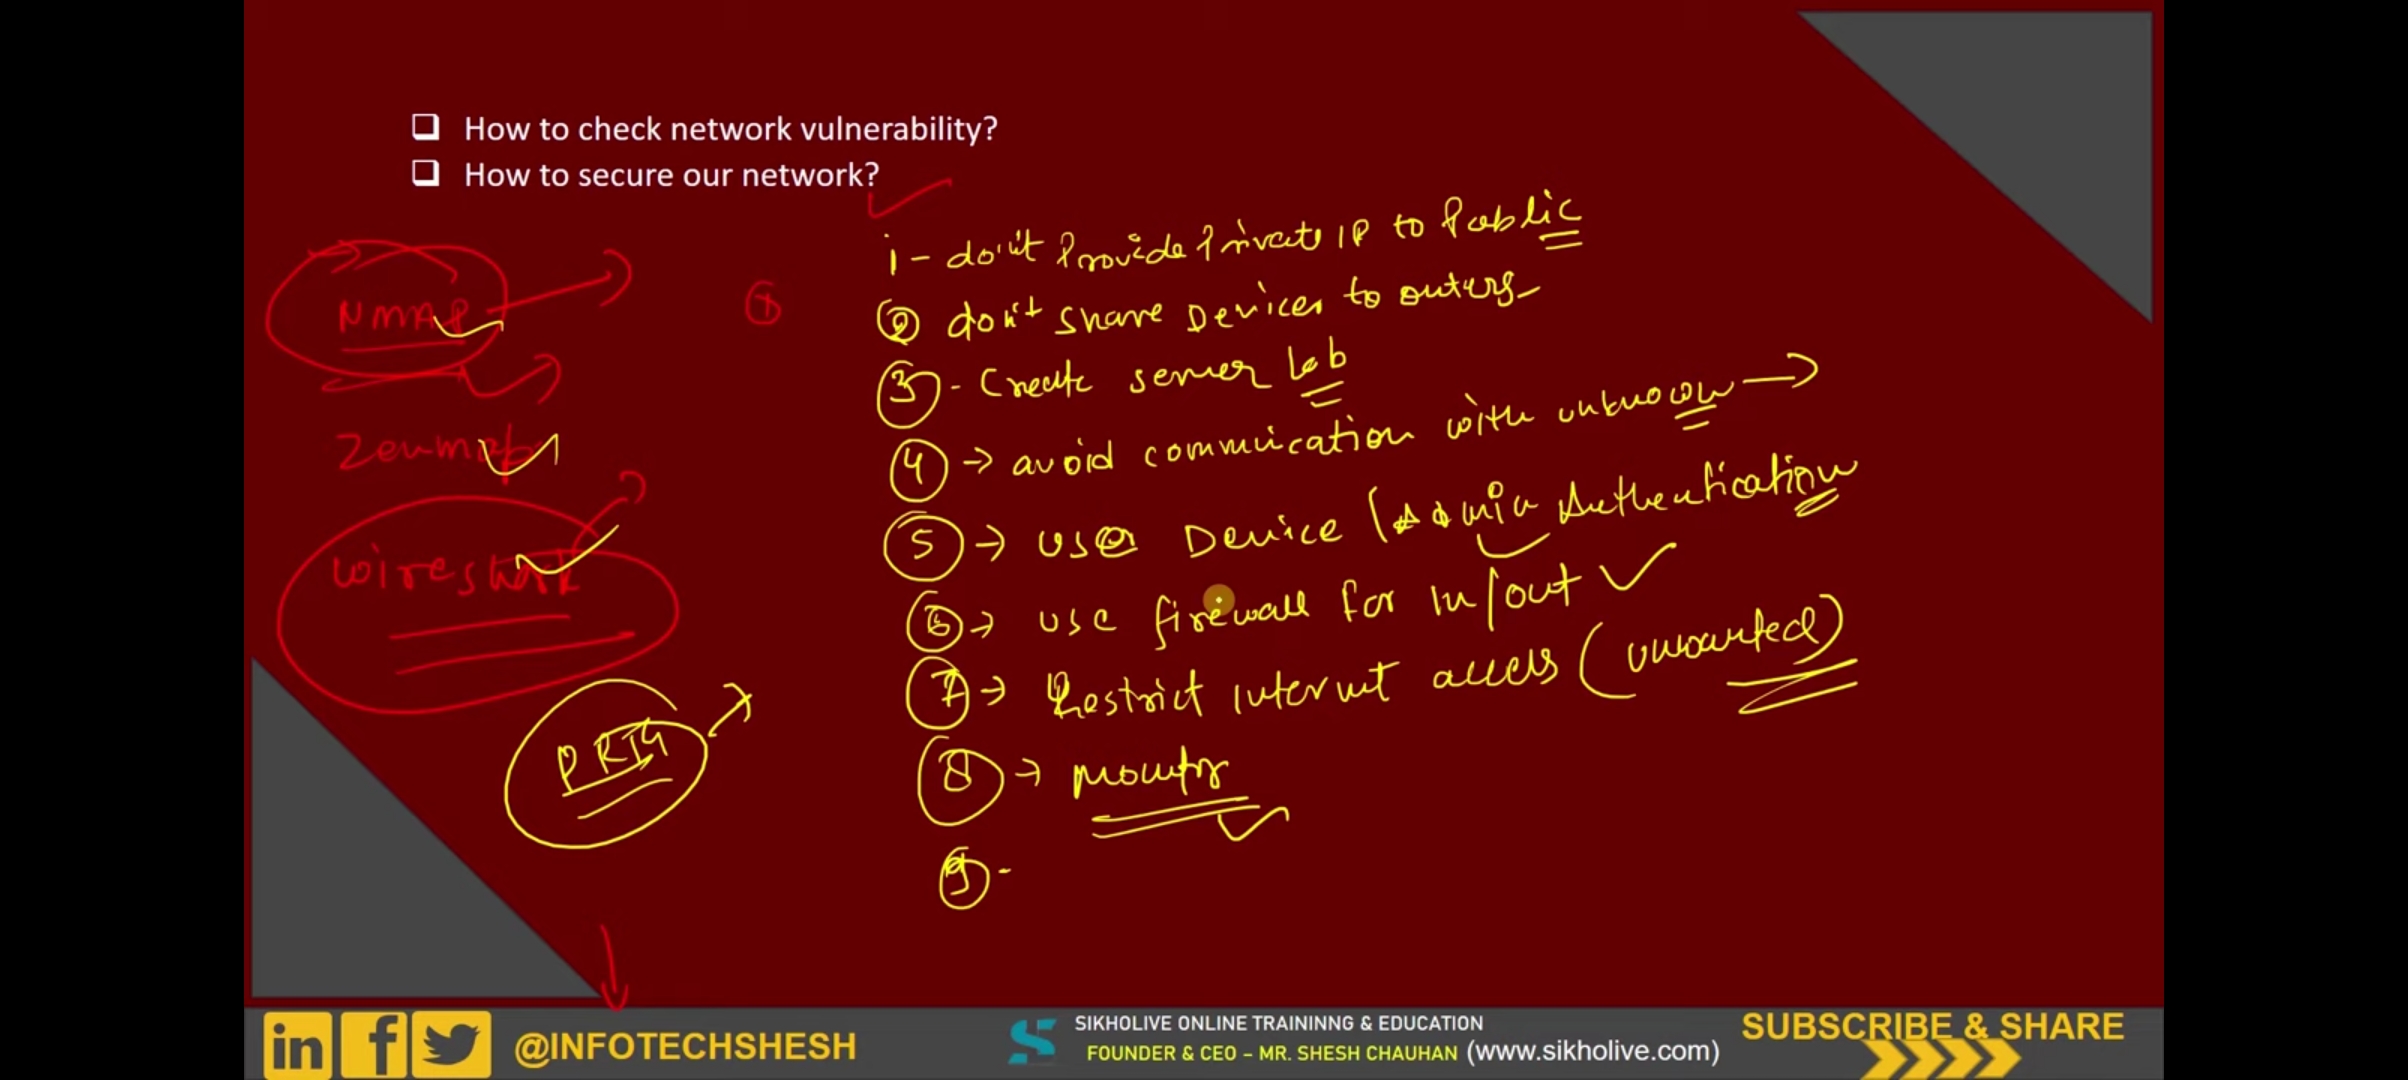 How to check network vulnerability?
How to secure our network?
1 - don't Provide Private IP to Public
② don't share Devices to outers
③ - Create server Lab
④ → avoid commuication with unknown →
⑤ → use Device (Admin Authentication
⑥ → use firewall for In/out ✓
⑦ → Restrict Internet access (unwanted)
⑧ → Monitor
⑨ -
NMAP
①
Zenmap
wireshark
PRTG
in f @INFOTECHSHESH
SIKHOLIVE ONLINE TRAININNG & EDUCATION
FOUNDER & CEO – MR. SHESH CHAUHAN (www.sikholive.com)
SUBSCRIBE & SHARE